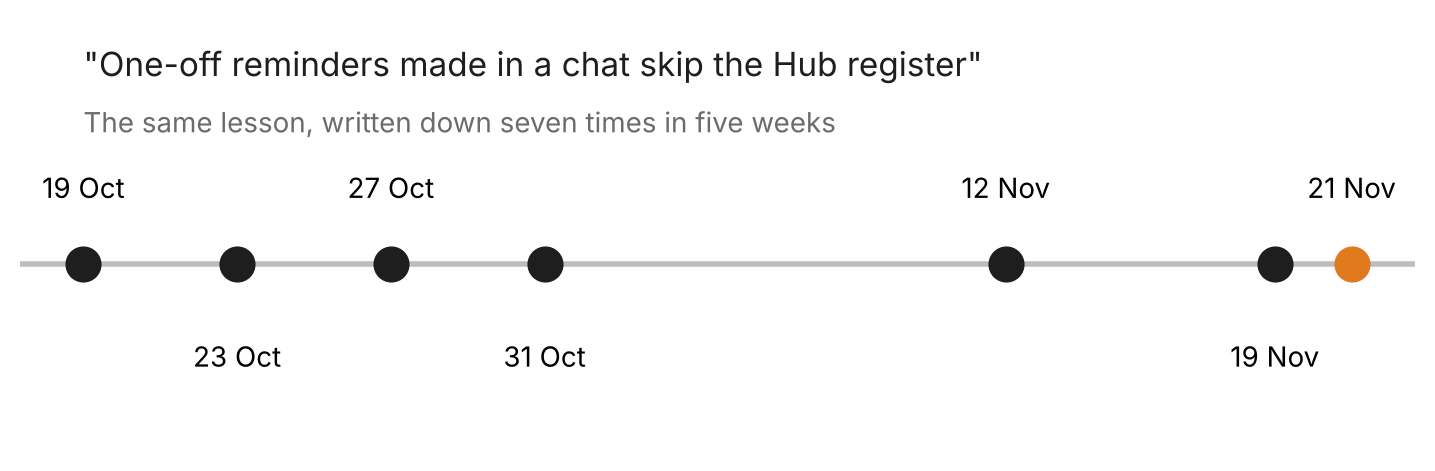 "One-off reminders made in a chat skip the Hub register"
The same lesson, written down seven times in five weeks
19 Oct
27 Oct
12 Nov
21 Nov
23 Oct
31 Oct
19 Nov